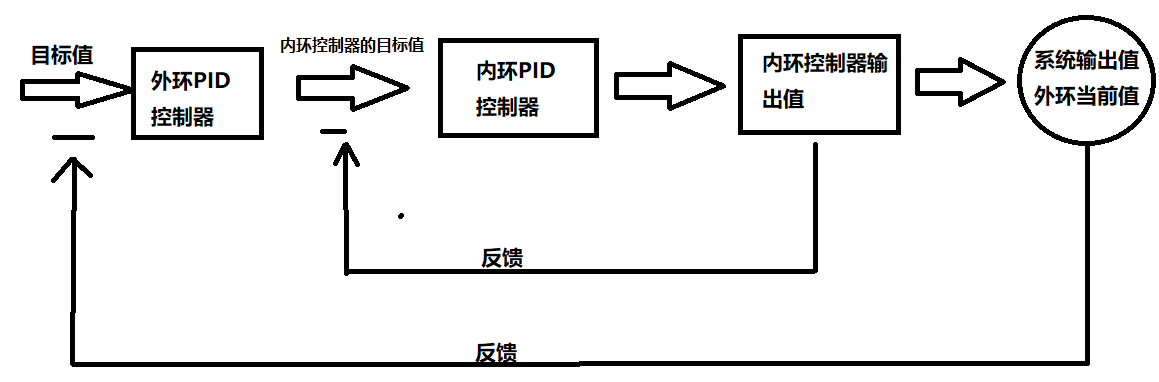 目标值
外环PID
控制器
内环控制器的目标值
内环PID
控制器
内环控制器输
出值
系统输出值
外环当前值
反馈
反馈